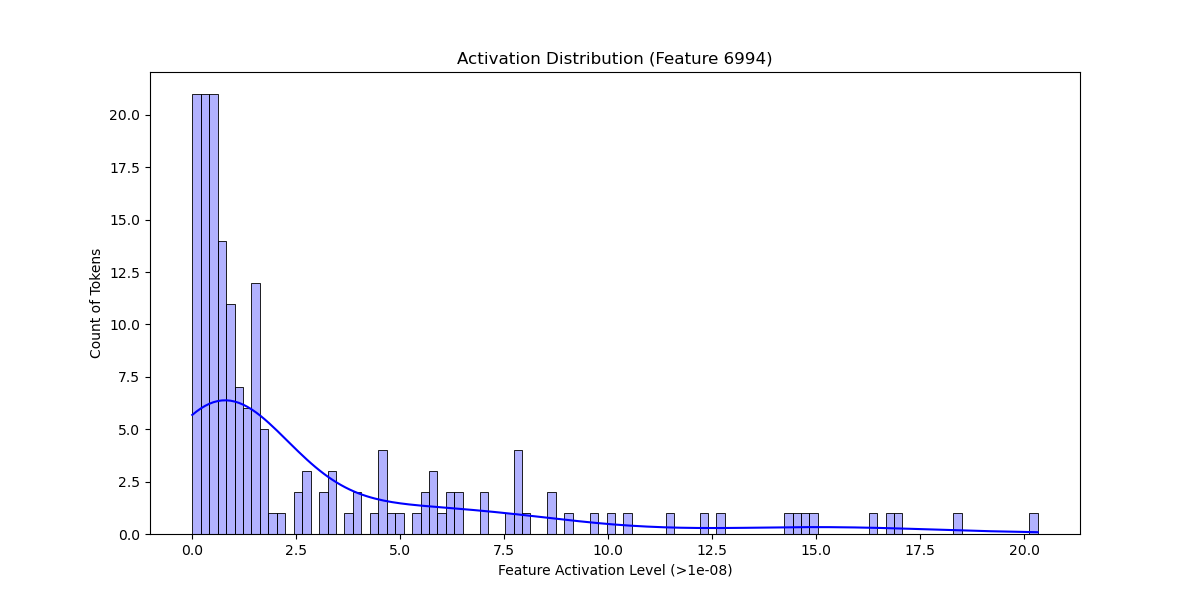 Activation Distribution (Feature 6994)
Count of Tokens
20.0
17.5
15.0
12.5
10.0
7.5
5.0
2.5
0.0
0.0 2.5 5.0 7.5 10.0 12.5 15.0 17.5 20.0
Feature Activation Level (>1e-08)